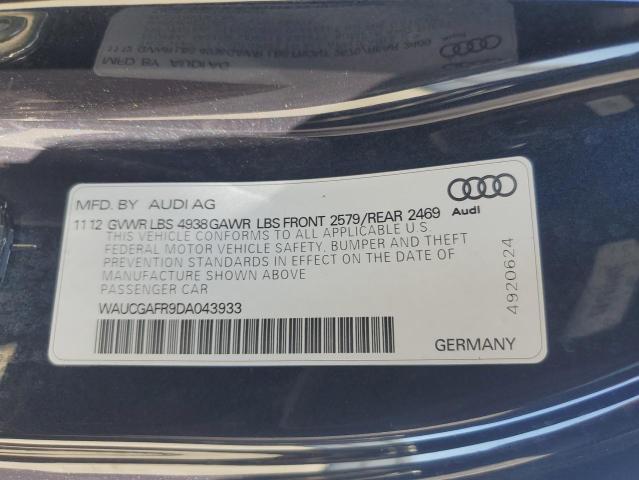 MFD. BY AUDI AG
11 12 GVWR LBS 4938 GAWR LBS FRONT 2579/REAR 2469
THIS VEHICLE CONFORMS TO ALL APPLICABLE U.S
FEDERAL MOTOR VEHICLE SAFETY, BUMPER AND THEFT
PREVENTION STANDARDS IN EFFECT ON THE DATE OF
MANUFACTURE SHOWN ABOVE
PASSENGER CAR
WAUCGAFR9DA043933
Audi
4920624
GERMANY